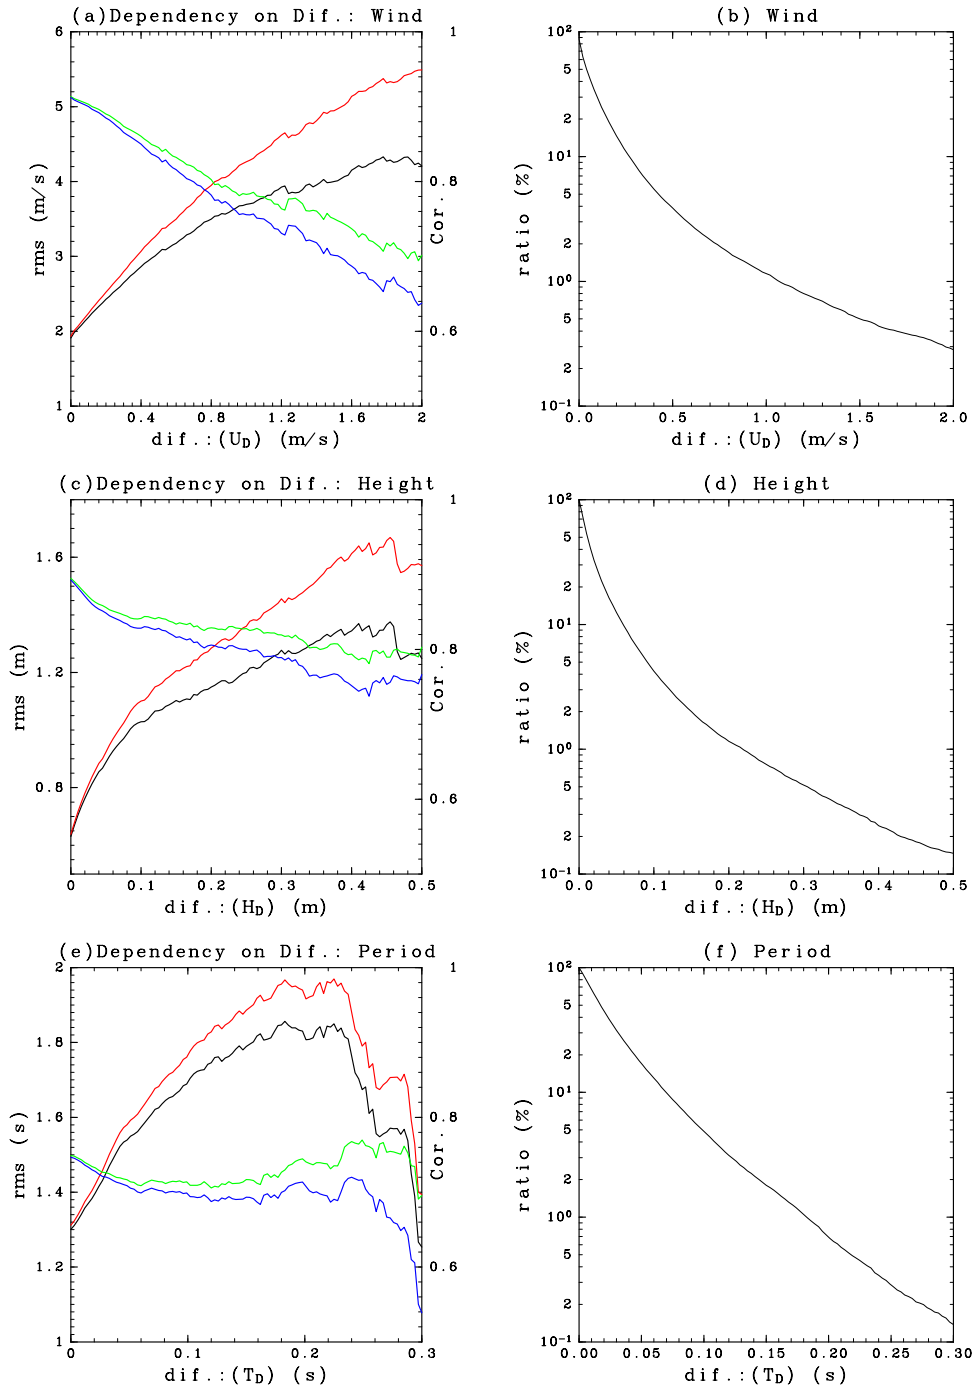 (a)Dependency on Dif.: Wind
6
5
4
3
2
1
rms (m/s)
1
0.8
0.6
Cor.
0 0.4 0.8 1.2 1.6 2
dif.:(U_D) (m/s)
(b) Wind
10²
5
2
10¹
5
2
10⁰
5
2
10⁻¹
ratio (%)
0.0 0.5 1.0 1.5 2.0
dif.:(U_D) (m/s)
(c)Dependency on Dif.: Height
1.6
1.2
0.8
rms (m)
1
0.8
0.6
Cor.
0 0.1 0.2 0.3 0.4 0.5
dif.:(H_D) (m)
(d) Height
10²
5
2
10¹
5
2
10⁰
5
2
10⁻¹
ratio (%)
0.0 0.1 0.2 0.3 0.4 0.5
dif.:(H_D) (m)
(e)Dependency on Dif.: Period
2
1.8
1.6
1.4
1.2
1
rms (s)
1
0.8
0.6
Cor.
0 0.1 0.2 0.3
dif.:(T_D) (s)
(f) Period
10²
5
2
10¹
5
2
10⁰
5
2
10⁻¹
ratio (%)
0.00 0.05 0.10 0.15 0.20 0.25 0.30
dif.:(T_D) (s)